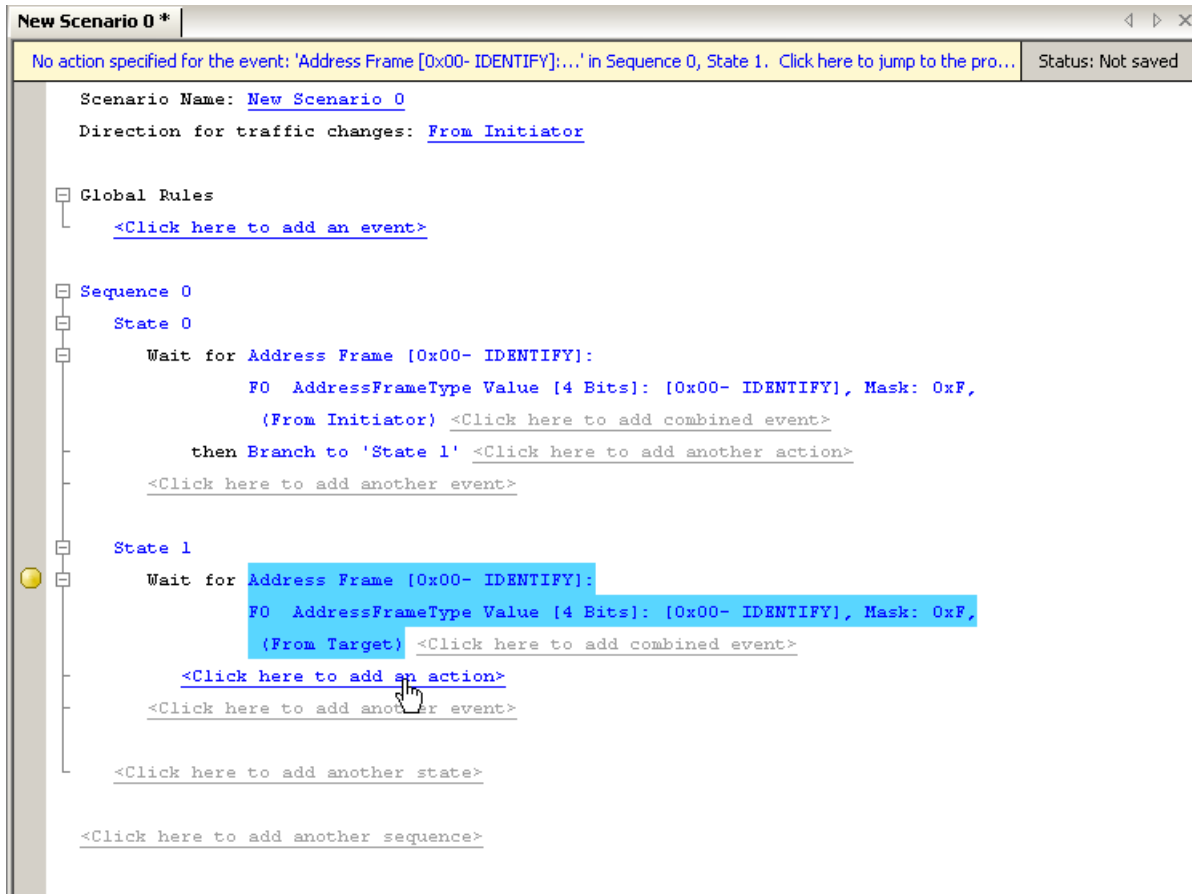 New Scenario 0 *
No action specified for the event: 'Address Frame [0x00- IDENTIFY]:...' in Sequence 0, State 1. Click here to jump to the pro... Status: Not saved
Scenario Name: New Scenario 0
Direction for traffic changes: From Initiator
Global Rules
<Click here to add an event>
Sequence 0
State 0
Wait for Address Frame [0x00- IDENTIFY]:
F0 AddressFrameType Value [4 Bits]: [0x00- IDENTIFY], Mask: 0xF,
(From Initiator) <Click here to add combined event>
then Branch to 'State 1' <Click here to add another action>
<Click here to add another event>
State 1
Wait for Address Frame [0x00- IDENTIFY]:
F0 AddressFrameType Value [4 Bits]: [0x00- IDENTIFY], Mask: 0xF,
(From Target) <Click here to add combined event>
<Click here to add an action>
<Click here to add another event>
<Click here to add another state>
<Click here to add another sequence>